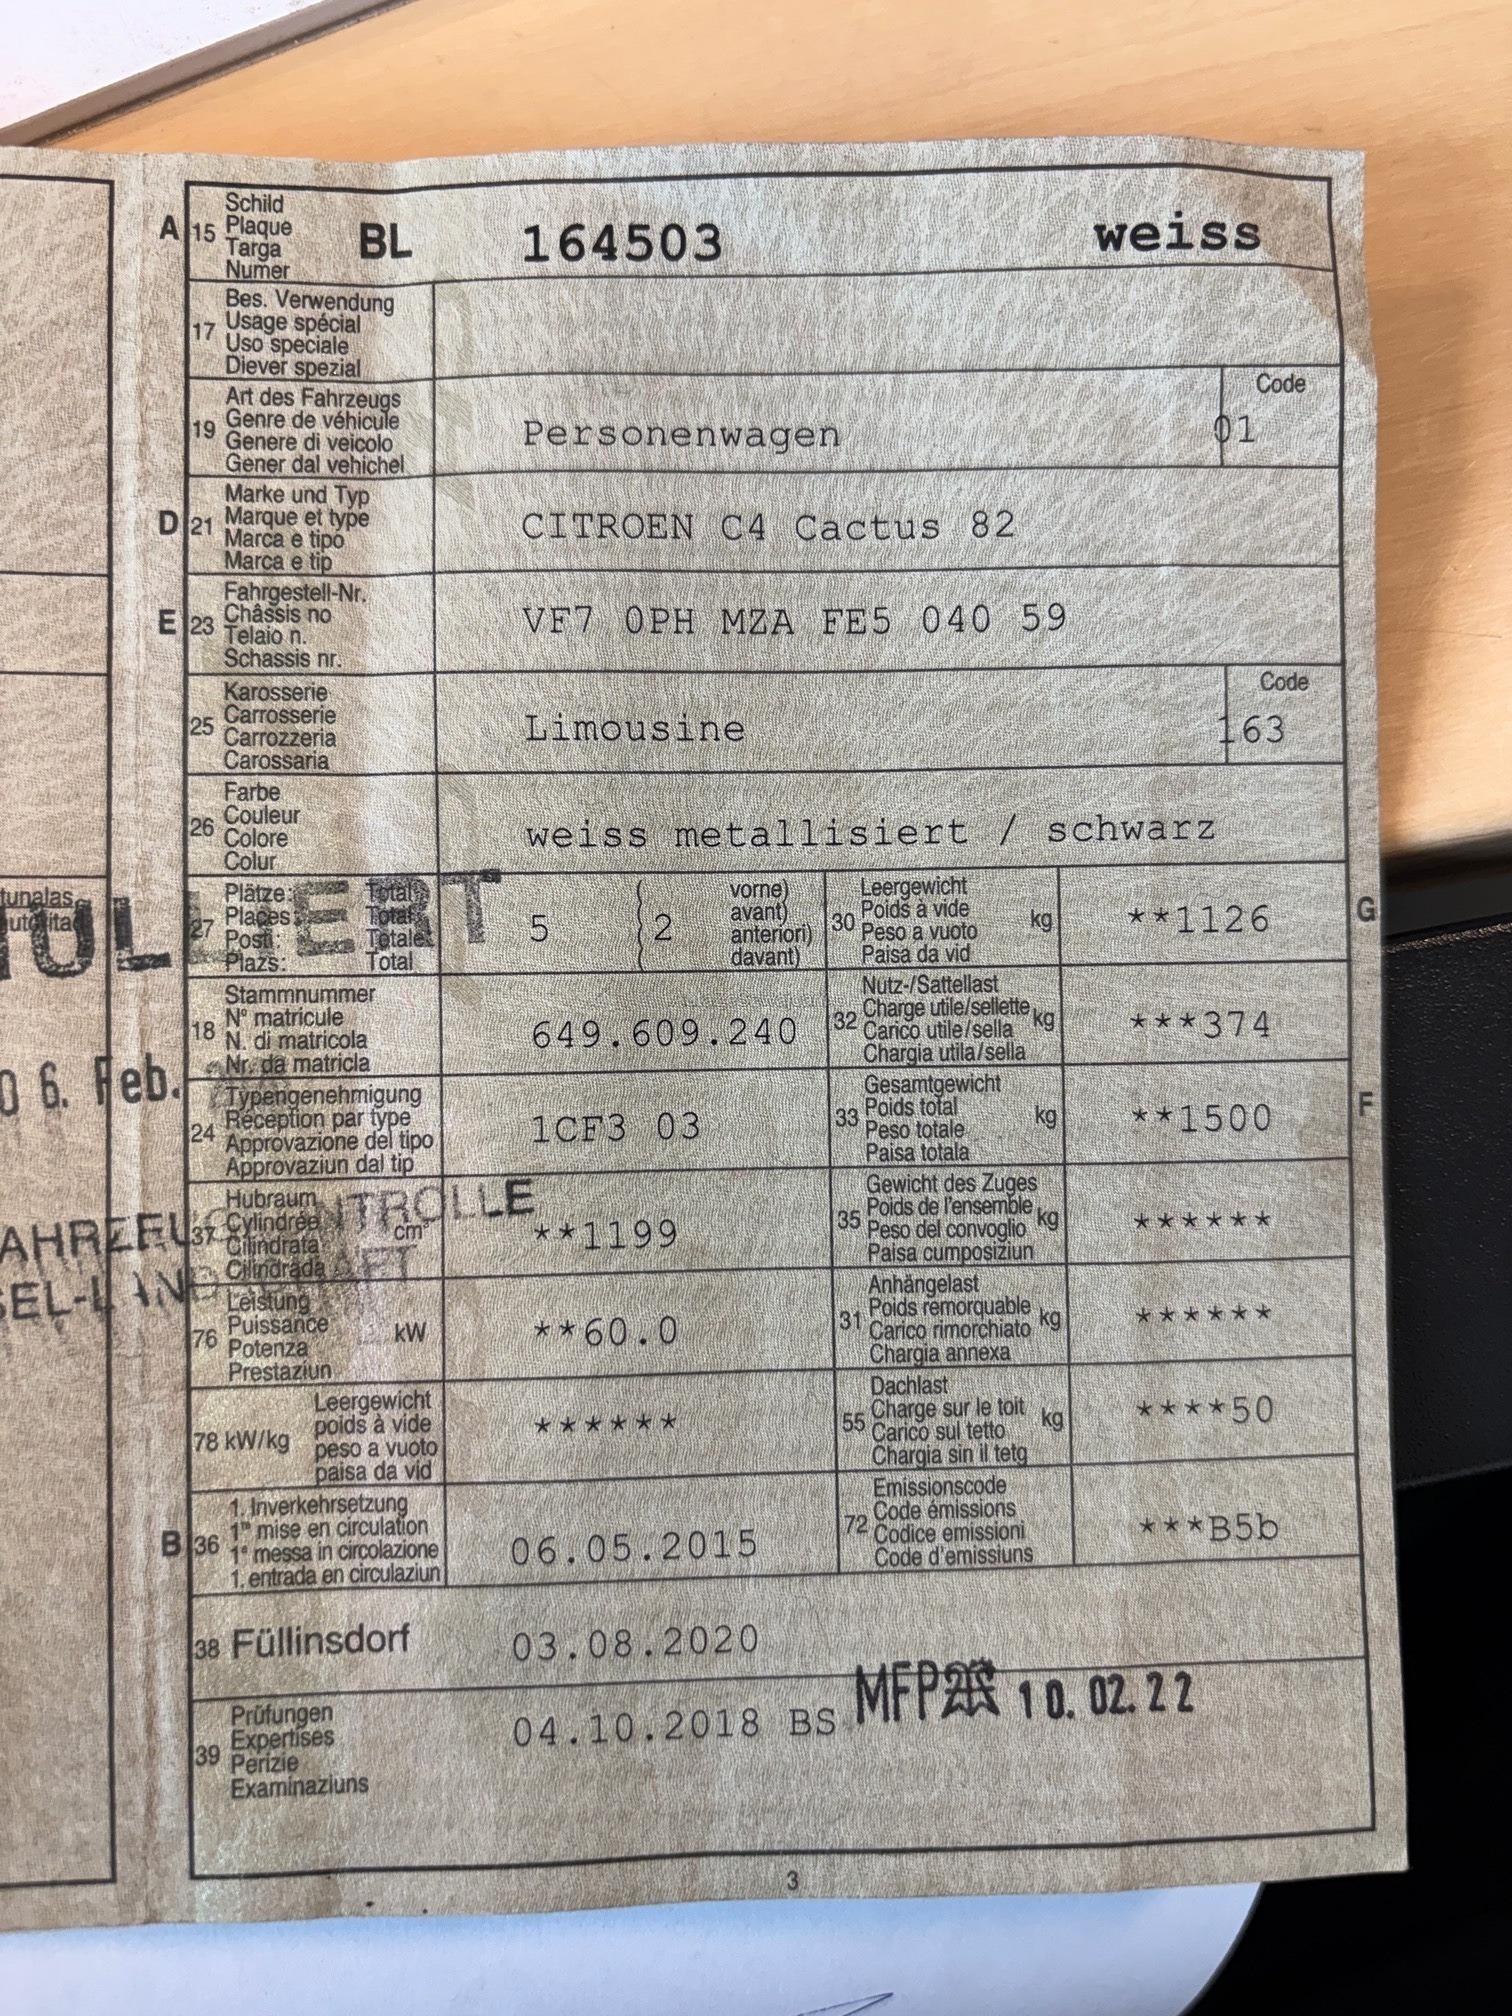 A
15
Schild
Plaque
Targa
Numer
BL 164503 weiss
17
Bes. Verwendung
Usage spécial
Uso speciale
Diever spezial
19
Art des Fahrzeugs
Genre de véhicule
Genere di veicolo
Gener dal vehichel
Personenwagen
Code
01
D
21
Marke und Typ
Marque et type
Marca e tipo
Marca e tip
CITROEN C4 Cactus 82
E
23
Fahrgestell-Nr.
Châssis no
Telaio n.
Schassis nr.
VF7 0PH MZA FE5 040 59
25
Karosserie
Carrosserie
Carrozzeria
Carossaria
Limousine
Code
163
26
Farbe
Couleur
Colore
Colur
weiss metallisiert / schwarz
27
Plätze: Total
Places: Total
Posti: Totale
Plazs: Total
5 2
vorne)
avant)
anteriori)
davant)
30
Leergewicht
Poids à vide
Peso a vuoto
Paisa da vid
kg
**1126
G
18
Stammnummer
N° matricule
N. di matricola
Nr. da matricla
649.609.240
32
Nutz-/Sattellast
Charge utile/sellette
Carico utile/sella
Chargia utila/sella
kg
***374
06. Feb.
24
Typengenehmigung
Réception par type
Approvazione del tipo
Approvaziun dal tip
1CF3 03
33
Gesamtgewicht
Poids total
Peso totale
Paisa totala
kg
**1500
F
37
Hubraum
Cylindrée
Cilindrata
Cilindrada
cm³
**1199
35
Gewicht des Zuges
Poids de l'ensemble
Peso del convoglio
Paisa cumposiziun
kg
******
76
Leistung
Puissance
Potenza
Prestaziun
kW
**60.0
31
Anhängelast
Poids remorquable
Carico rimorchiato
Chargia annexa
kg
******
78 kW/kg
Leergewicht
poids à vide
peso a vuoto
paisa da vid
******
55
Dachlast
Charge sur le toit
Carico sul tetto
Chargia sin il tetg
kg
****50
B
36
1. Inverkehrsetzung
1re mise en circulation
1a messa in circolazione
1. entrada en circulaziun
06.05.2015
72
Emissionscode
Code émissions
Codice emissioni
Code d'emissiuns
***B5b
38 Füllinsdorf 03.08.2020
39
Prüfungen
Expertises
Perizie
Examinaziuns
04.10.2018 BS
MFP 10. 02. 22
3